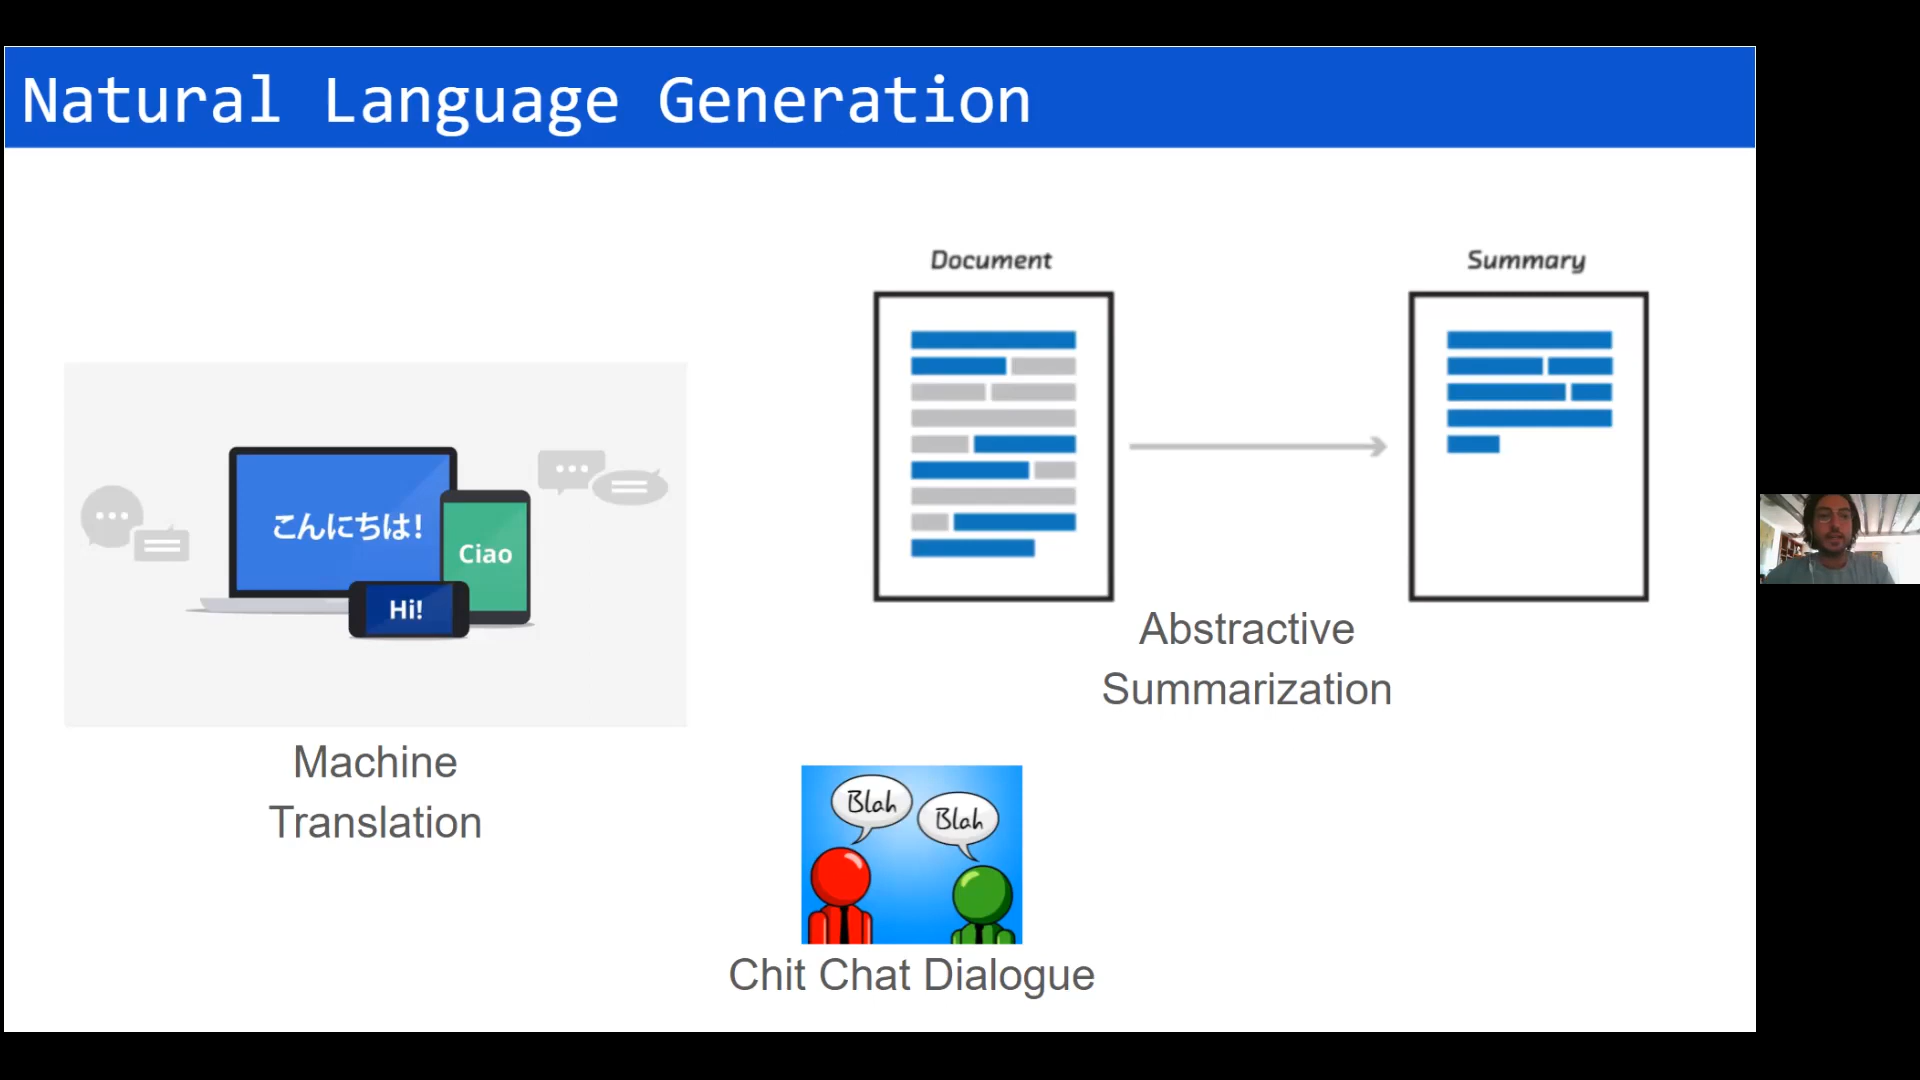 Natural Language Generation
こんにちは!
Ciao
Hi!
Machine
Translation
Document
Summary
Abstractive
Summarization
Blah
Blah
Chit Chat Dialogue